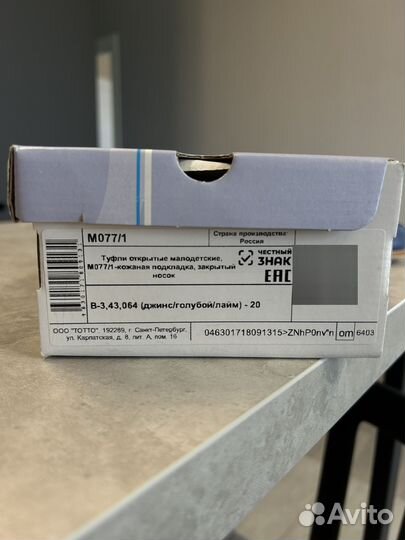 М077/1
Страна производства:
Россия
Туфли открытые малодетские,
М077/1-кожаная подкладка, закрытый
носок
ЧЕСТНЫЙ
ЗНАК
EAC
В-3,43,064 (джинс/голубой/лайм) - 20
ООО "ТОТТО", 192289, г. Санкт-Петербург,
ул. Карпатская, д. 8, лит. А, пом. 16
046301718091315>ZNhP0nv"n
om
6403
Avito